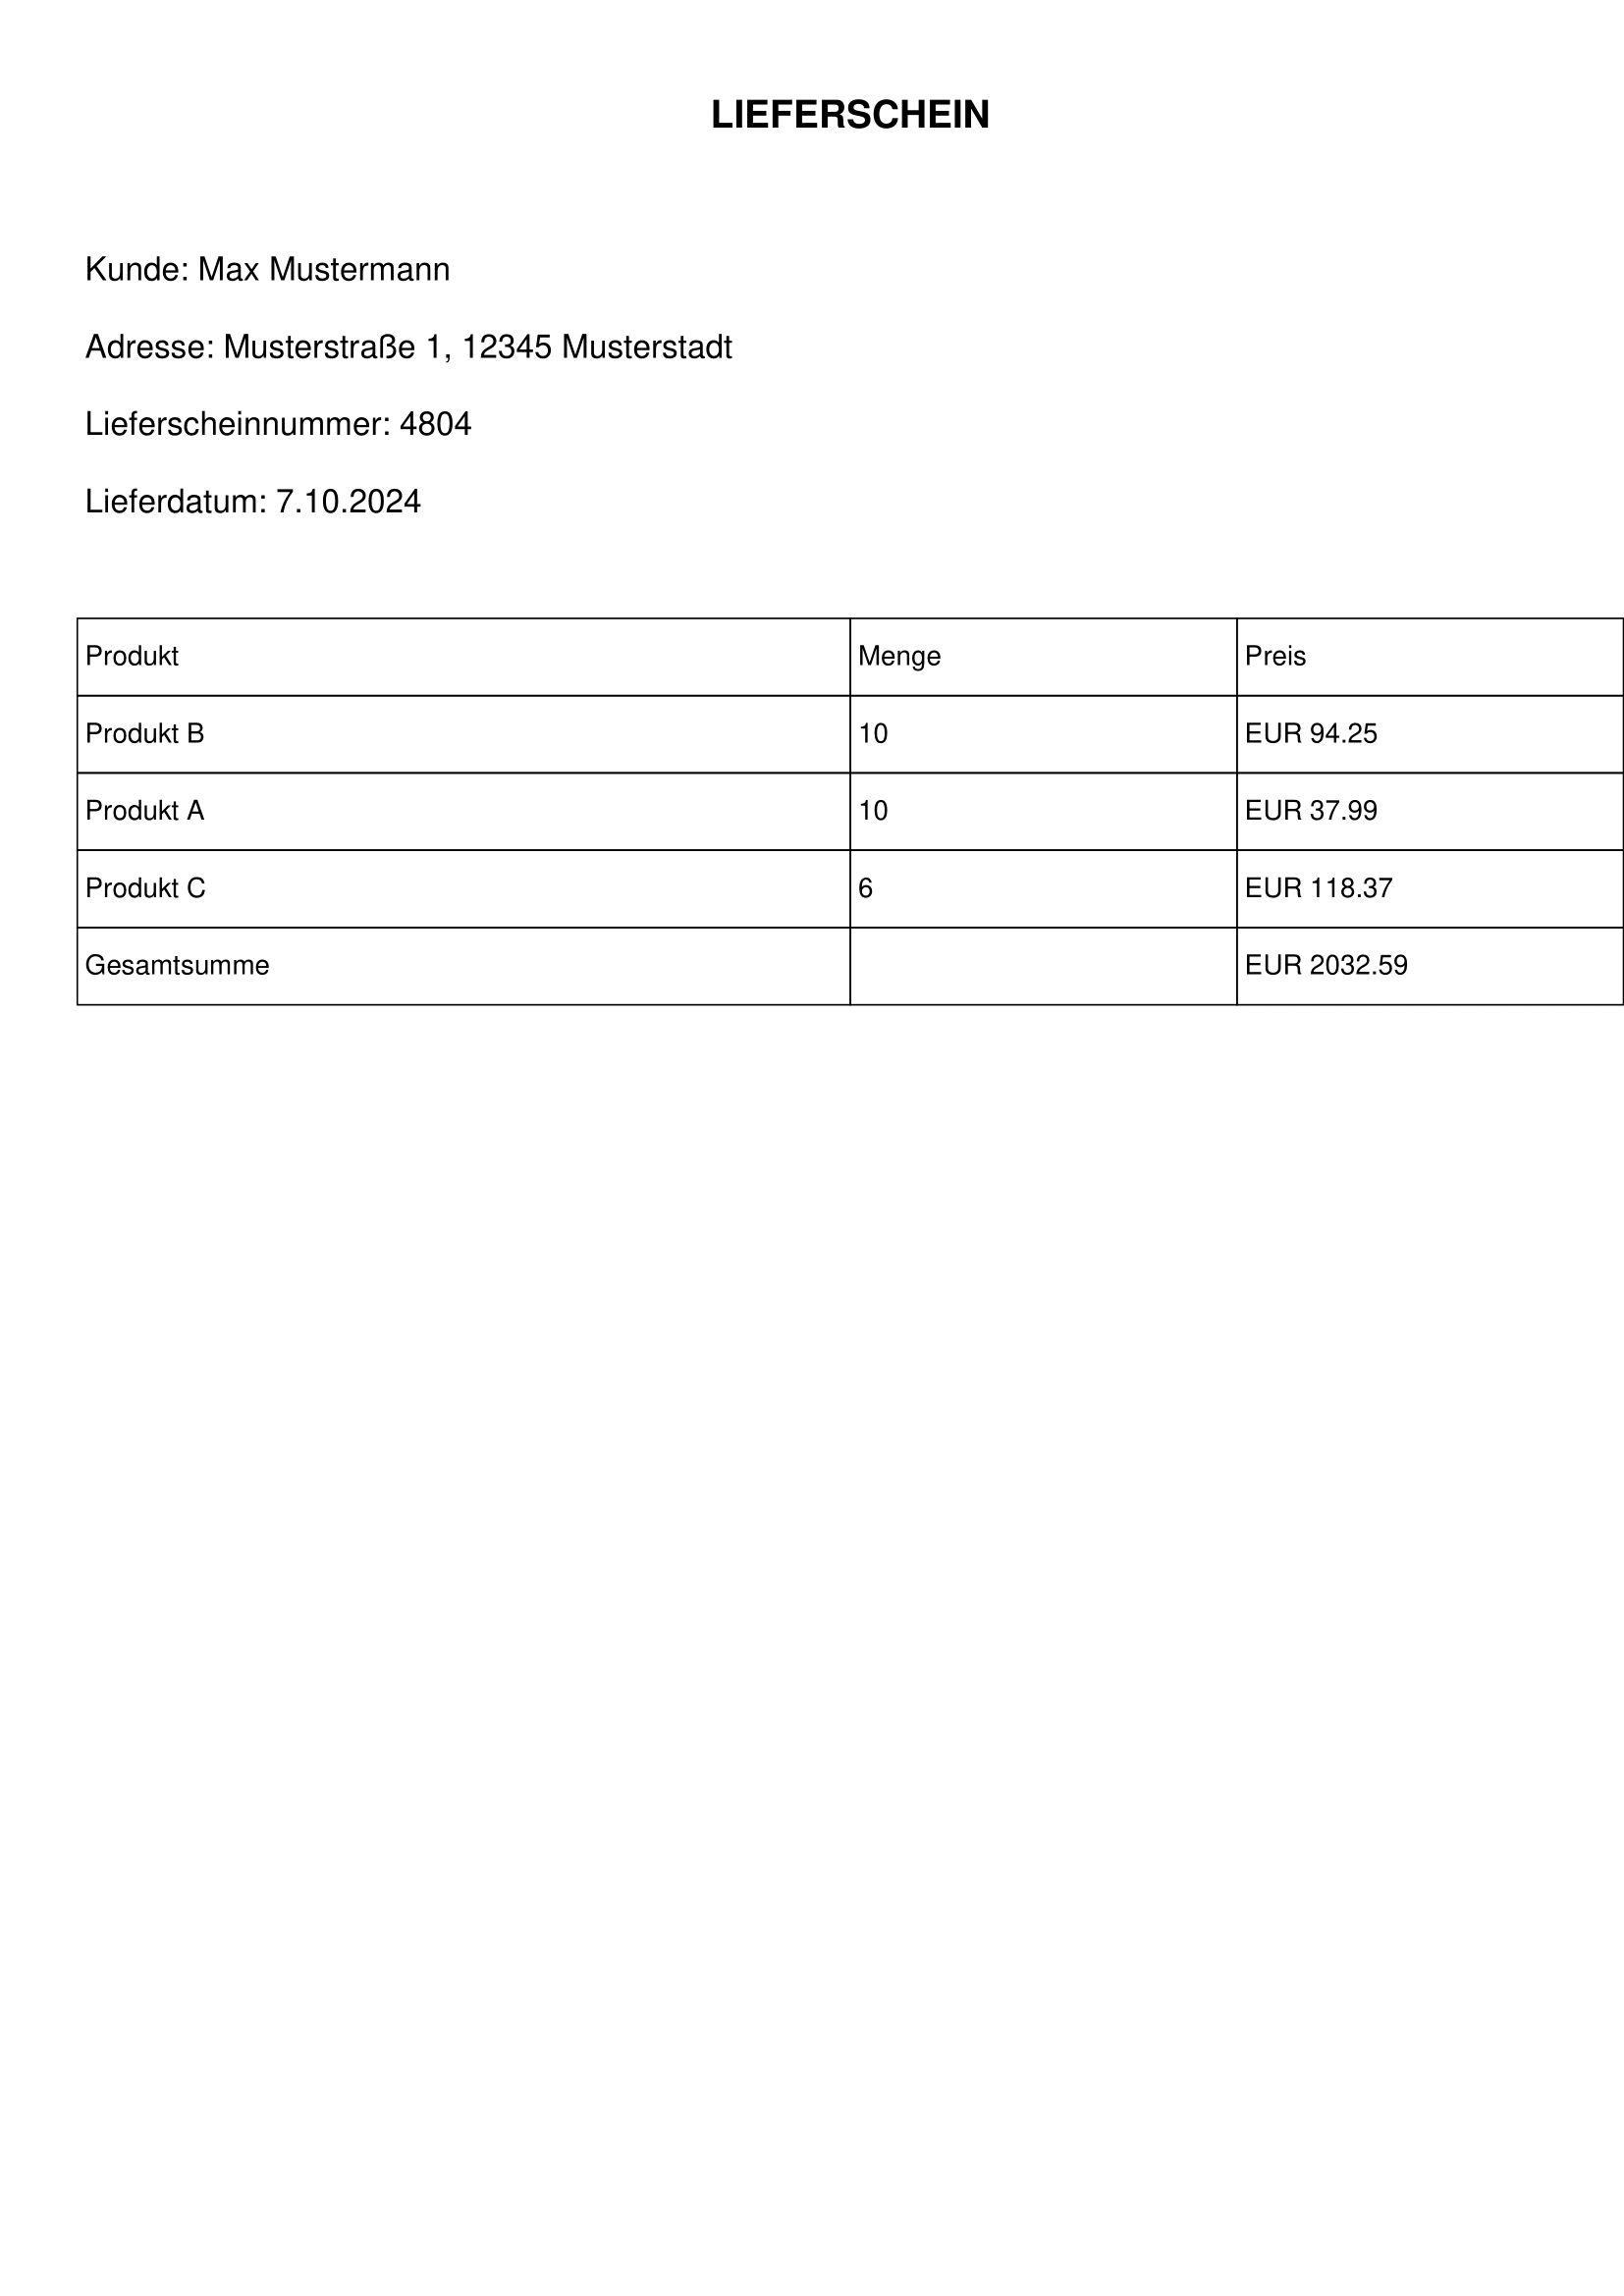 LIEFERSCHEIN
Kunde: Max Mustermann
Adresse: Musterstraße 1, 12345 Musterstadt
Lieferscheinnummer: 4804
Lieferdatum: 7.10.2024
Produkt Menge Preis
Produkt B 10 EUR 94.25
Produkt A 10 EUR 37.99
Produkt C 6 EUR 118.37
Gesamtsumme EUR 2032.59